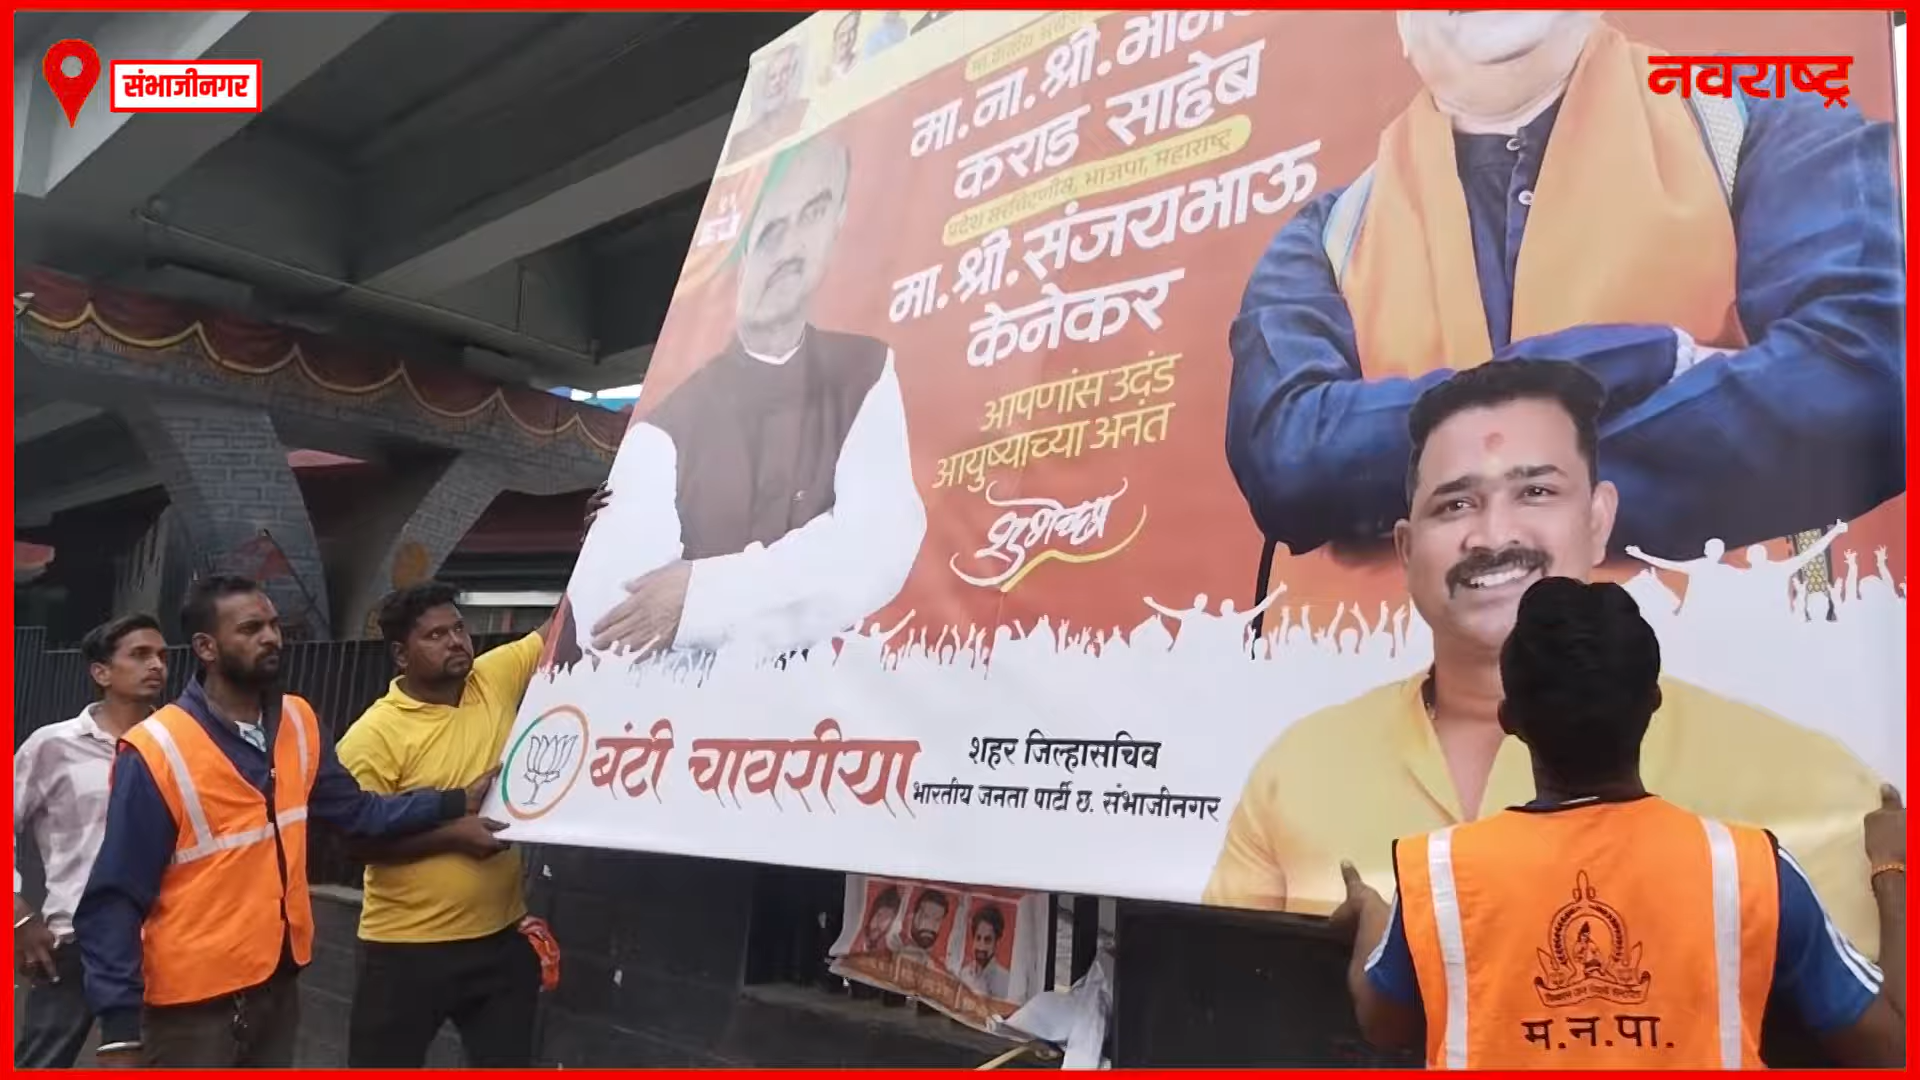 संभाजीनगर
नवराष्ट्र
मा.ना.श्री.
कराड साहेब
प्रदेश सरचिटणीस, भाजपा, महाराष्ट्र
मा.श्री.संजयभाऊ
केनेकर
आपणांस उदंड
आयुष्याच्या अनंत
शुभेच्छा
बंटी चावरीया
शहर जिल्हासचिव
भारतीय जनता पार्टी छ. संभाजीनगर
म.न.पा.